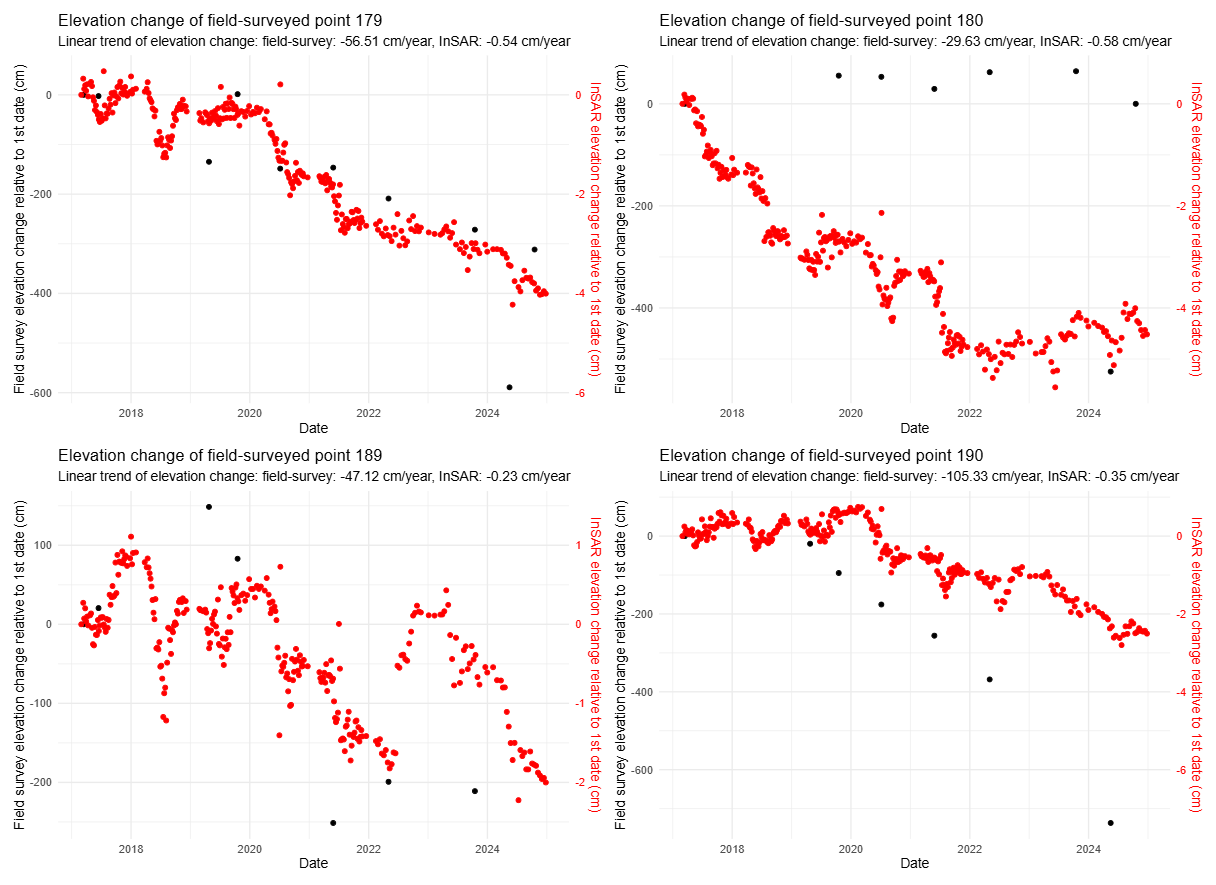 Elevation change of field-surveyed point 179
Linear trend of elevation change: field-survey: -56.51 cm/year, InSAR: -0.54 cm/year
Field survey elevation change relative to 1st date (cm)
0
-200
-400
-600
0
-2
-4
-6
InSAR elevation change relative to 1st date (cm)
2018 2020 2022 2024
Date
Elevation change of field-surveyed point 180
Linear trend of elevation change: field-survey: -29.63 cm/year, InSAR: -0.58 cm/year
Field survey elevation change relative to 1st date (cm)
0
-200
-400
0
-2
-4
InSAR elevation change relative to 1st date (cm)
2018 2020 2022 2024
Date
Elevation change of field-surveyed point 189
Linear trend of elevation change: field-survey: -47.12 cm/year, InSAR: -0.23 cm/year
Field survey elevation change relative to 1st date (cm)
100
0
-100
-200
1
0
-1
-2
InSAR elevation change relative to 1st date (cm)
2018 2020 2022 2024
Date
Elevation change of field-surveyed point 190
Linear trend of elevation change: field-survey: -105.33 cm/year, InSAR: -0.35 cm/year
Field survey elevation change relative to 1st date (cm)
0
-200
-400
-600
0
-2
-4
-6
InSAR elevation change relative to 1st date (cm)
2018 2020 2022 2024
Date